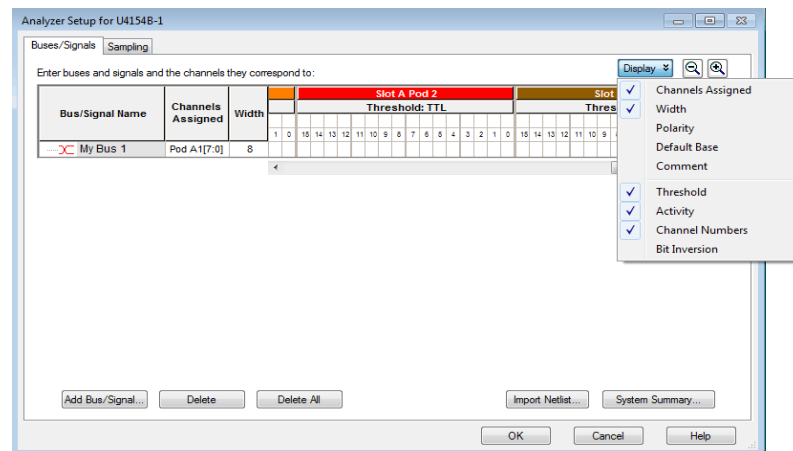 Analyzer Setup for U4154B-1
Buses/Signals Sampling
Enter buses and signals and the channels they correspond to:
Display
Bus/Signal Name Channels Assigned Width
Slot A Pod 2 Slot
Threshold: TTL Thres
1 0 15 14 13 12 11 10 9 8 7 6 5 4 3 2 1 0 15 14 13 12 11 10 9
My Bus 1 Pod A1[7:0] 8
Channels Assigned
Width
Polarity
Default Base
Comment
Threshold
Activity
Channel Numbers
Bit Inversion
Add Bus/Signal... Delete Delete All Import Netlist... System Summary...
OK Cancel Help